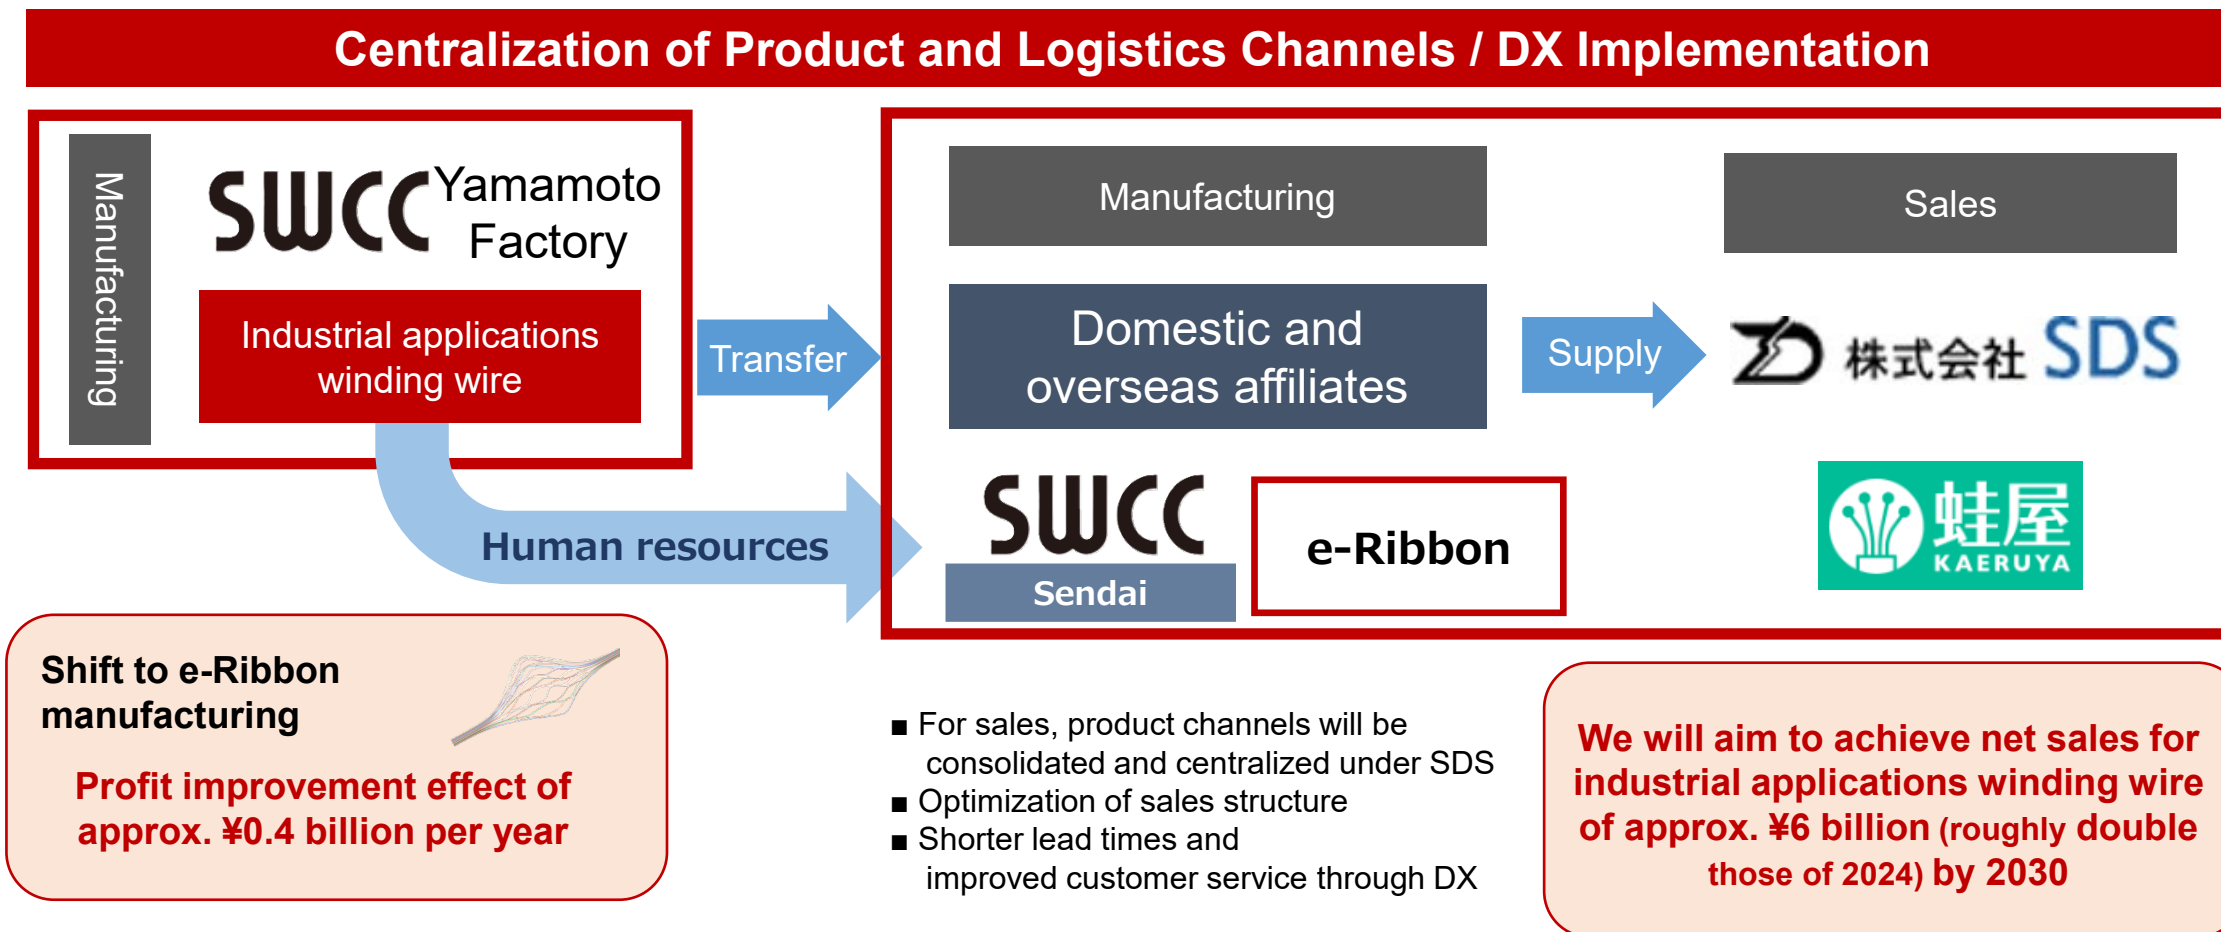 Centralization of Product and Logistics Channels / DX Implementation
Manufacturing
SWCC Yamamoto
Factory
Industrial applications
winding wire
Transfer
Human resources
Manufacturing
Domestic and
overseas affiliates
SWCC
Sendai
e-Ribbon
Supply
Sales
株式会社 SDS
蛙屋
KAERUYA
Shift to e-Ribbon
manufacturing
Profit improvement effect of
approx. ¥0.4 billion per year
■ For sales, product channels will be
consolidated and centralized under SDS
■ Optimization of sales structure
■ Shorter lead times and
improved customer service through DX
We will aim to achieve net sales for
industrial applications winding wire
of approx. ¥6 billion (roughly double
those of 2024) by 2030